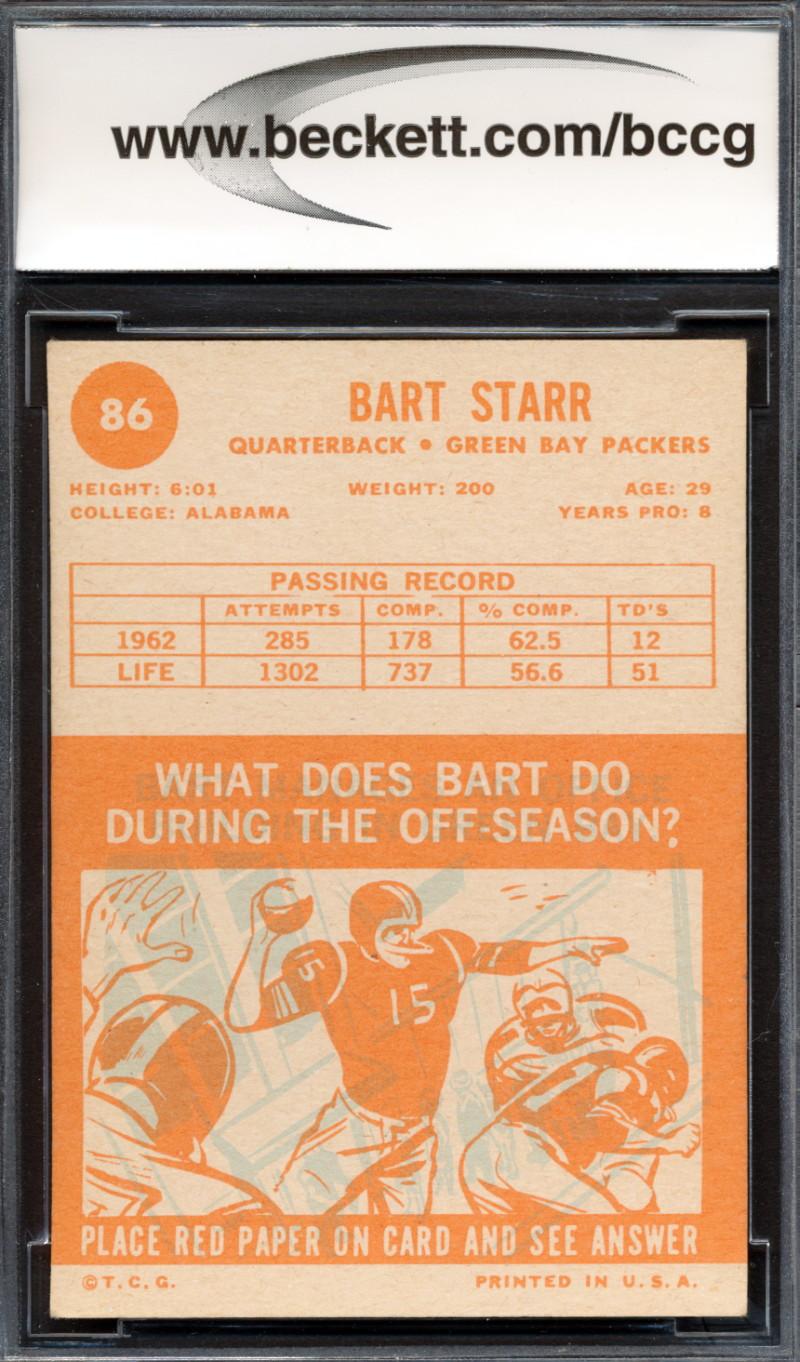 www.beckett.com/bccg
86
BART STARR
QUARTERBACK • GREEN BAY PACKERS
HEIGHT: 6:01 WEIGHT: 200 AGE: 29
COLLEGE: ALABAMA YEARS PRO: 8
PASSING RECORD
ATTEMPTS COMP. % COMP. TD'S
1962 285 178 62.5 12
LIFE 1302 737 56.6 51
WHAT DOES BART DO
DURING THE OFF-SEASON?
15
15
PLACE RED PAPER ON CARD AND SEE ANSWER
©T.C.G. PRINTED IN U.S.A.